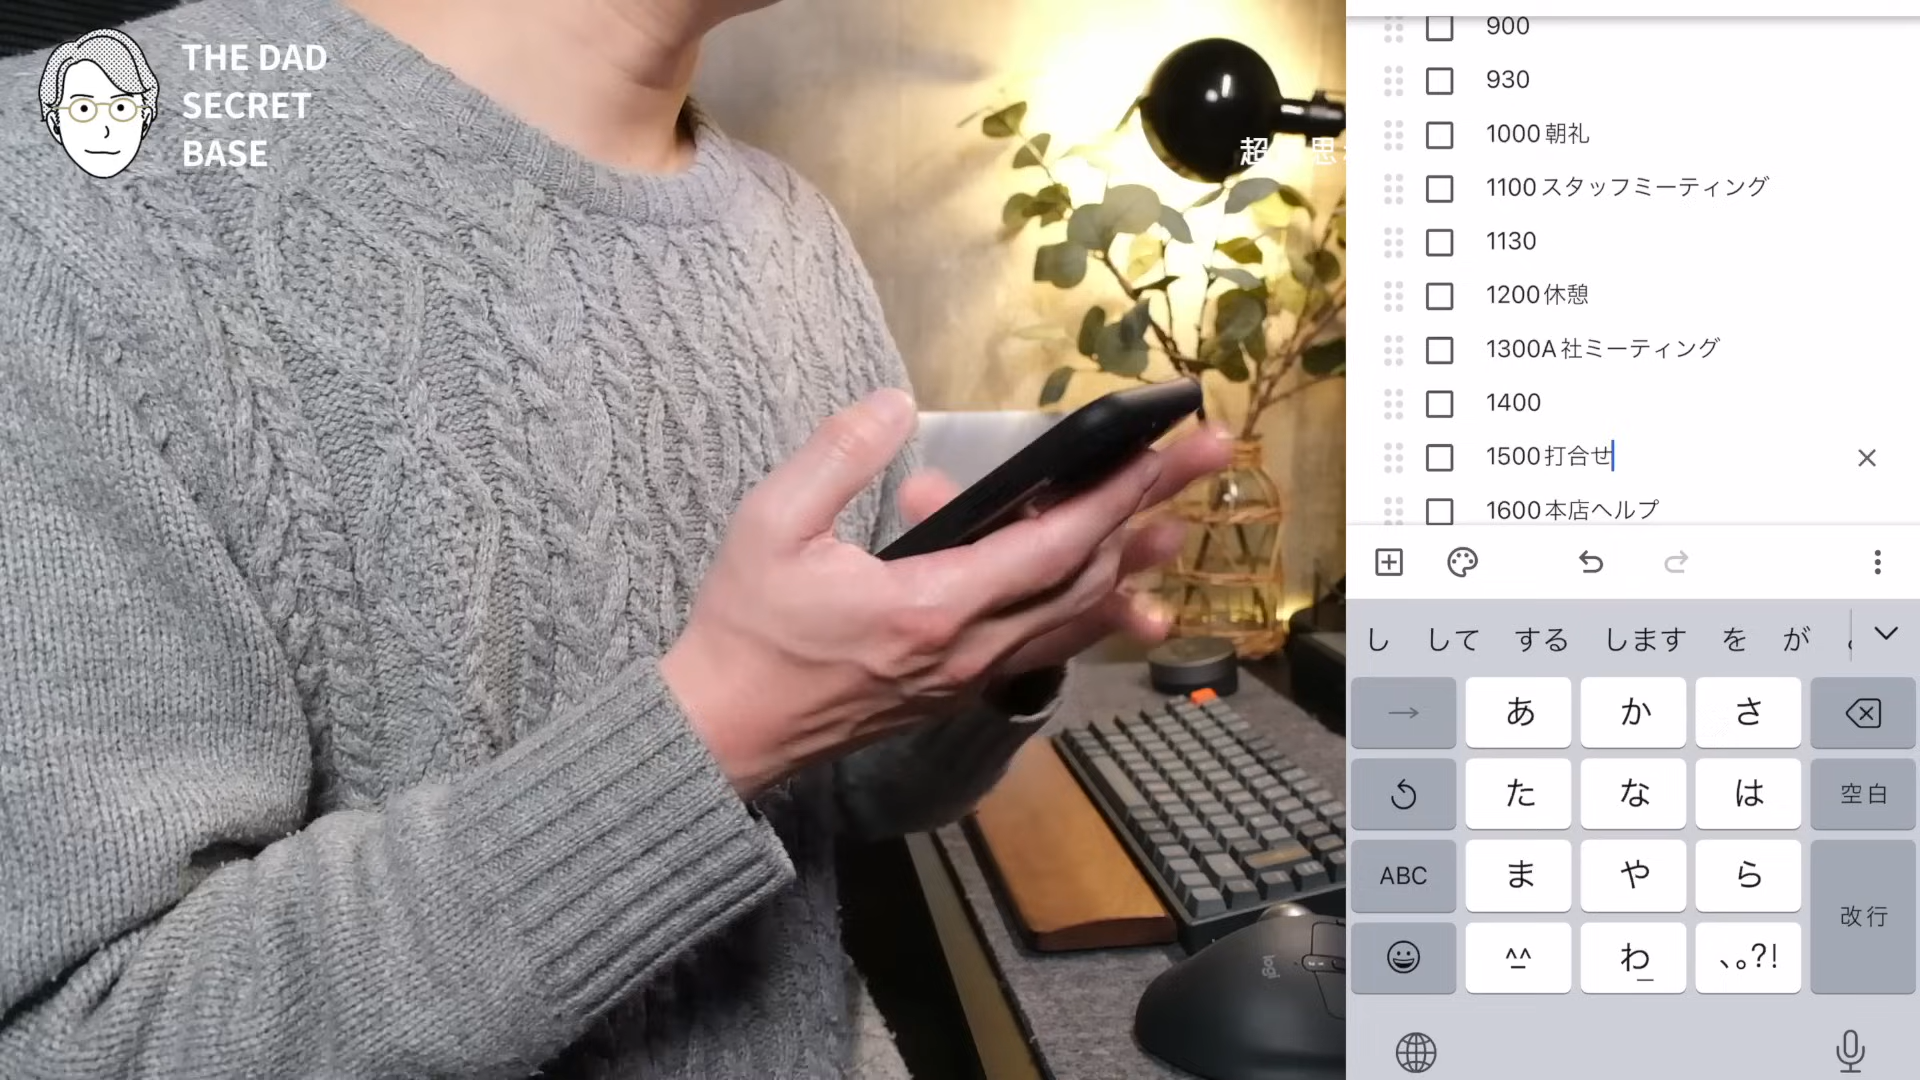 THE DAD
SECRET
BASE
900
930
1000朝礼
1100スタッフミーティング
1130
1200休憩
1300A社ミーティング
1400
1500打合せ
1600本店ヘルプ
し して する します を が
→ あ か さ
た な は 空白
ABC ま や ら
改行
^^ わ 、。?!
logi